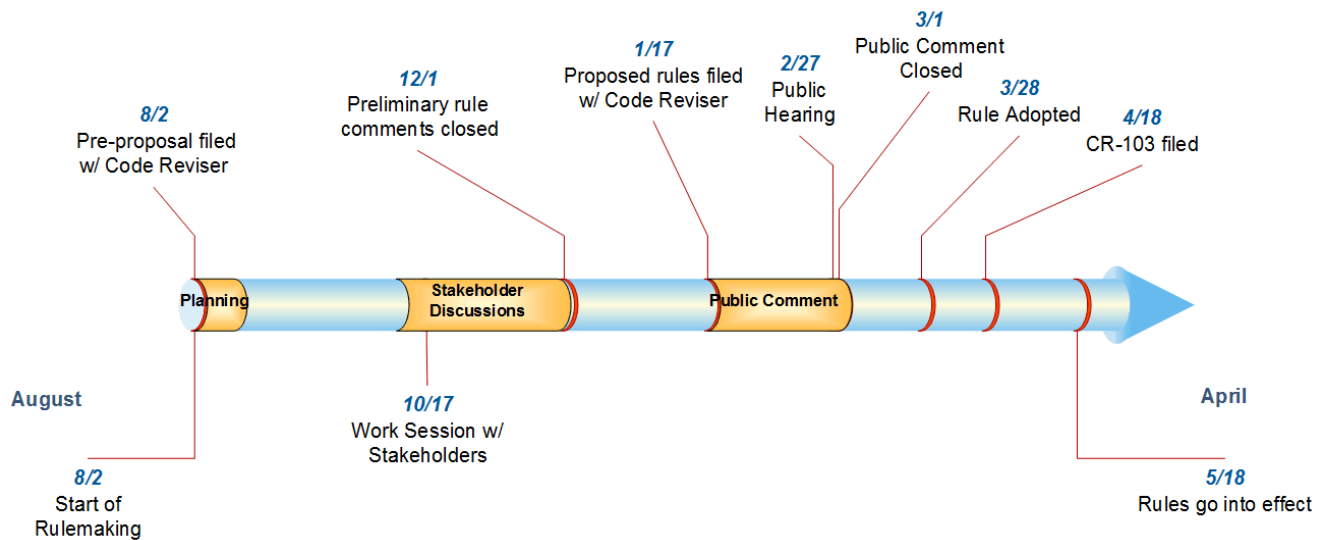 3/1
Public Comment
Closed
1/17
Proposed rules filed
w/ Code Reviser
2/27
Public
Hearing
12/1
Preliminary rule
comments closed
3/28
Rule Adopted
8/2
Pre-proposal filed
w/ Code Reviser
4/18
CR-103 filed
Planning
Stakeholder
Discussions
Public Comment
August
April
10/17
Work Session w/
Stakeholders
8/2
Start of
Rulemaking
5/18
Rules go into effect